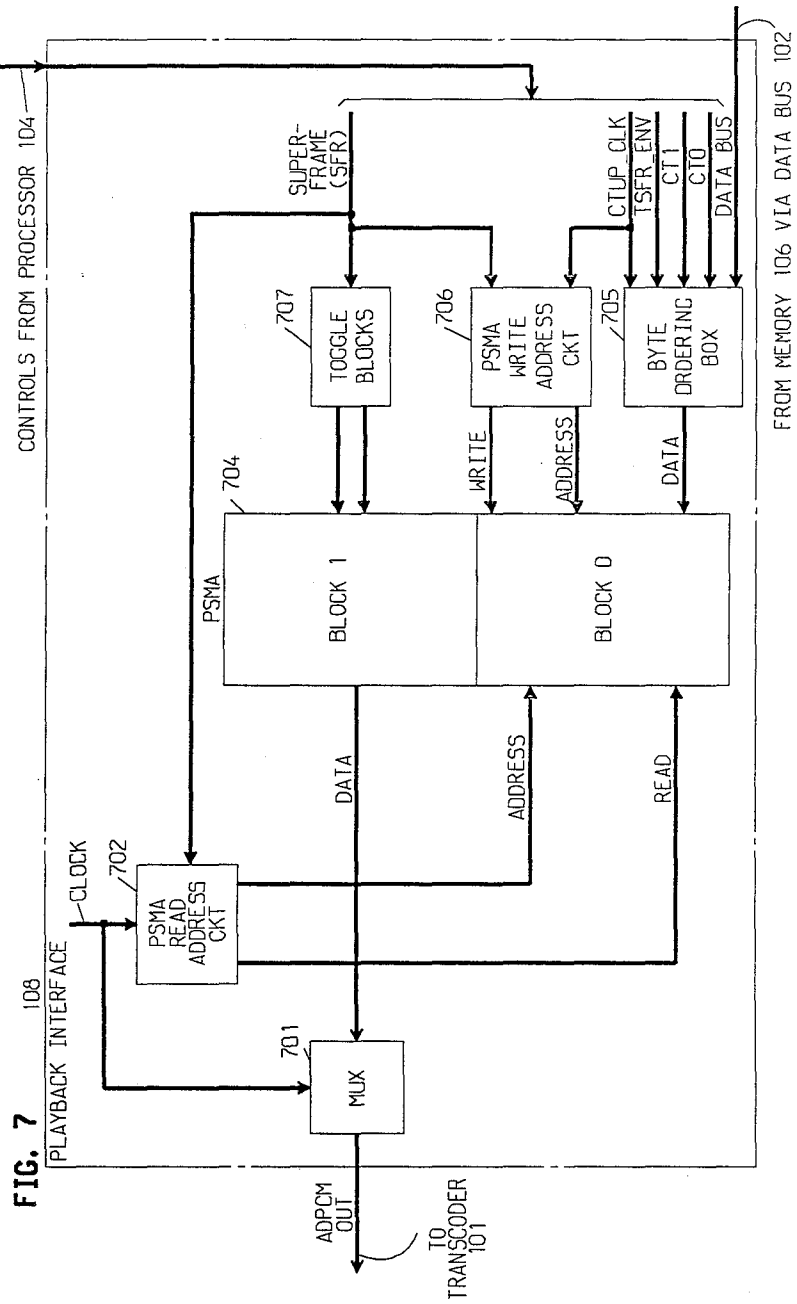 FIG. 7
108
PLAYBACK INTERFACE
CONTROLS FROM PROCESSOR 104
CLOCK
702
PSMA
READ
ADDRESS
CKT
SUPER-
FRAME
(SFR)
707
TOGGLE
BLOCKS
PSMA
704
BLOCK 1
BLOCK 0
WRITE
ADDRESS
706
PSMA
WRITE
ADDRESS
CKT
DATA
705
BYTE
ORDERING
BOX
CTUP_CLK
TSFR_ENV
CT1
CT0
DATA BUS
DATA
ADDRESS
READ
701
MUX
ADPCM
OUT
TO
TRANSCODER
101
FROM MEMORY 106 VIA DATA BUS 102